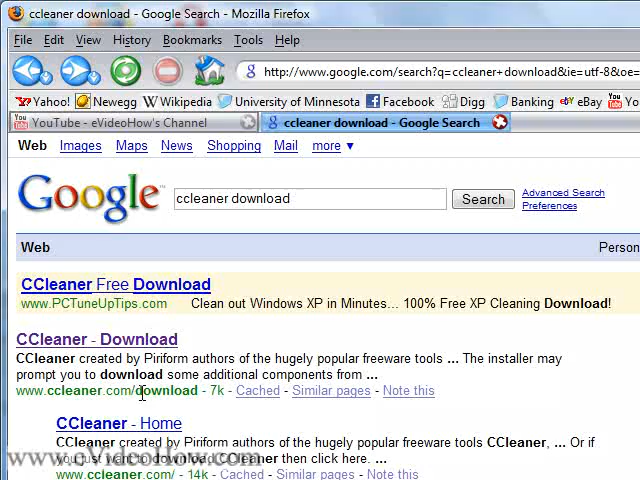 ccleaner download - Google Search - Mozilla Firefox
File Edit View History Bookmarks Tools Help
http://www.google.com/search?q=ccleaner+download&ie=utf-8&oe=
Yahoo! Newegg Wikipedia University of Minnesota Facebook Digg Banking eBay You
YouTube - eVideoHow's Channel ccleaner download - Google Search
Web Images Maps News Shopping Mail more ▼
Google™ ccleaner download Search Advanced Search
Preferences
Web Person
CCleaner Free Download
www.PCTuneUpTips.com Clean out Windows XP in Minutes... 100% Free XP Cleaning Download!
CCleaner - Download
CCleaner created by Piriform authors of the hugely popular freeware tools ... The installer may
prompt you to download some additional components from ...
www.ccleaner.com/download - 7k - Cached - Similar pages - Note this
CCleaner - Home
CCleaner created by Piriform authors of the hugely popular freeware tools CCleaner, ... Or if
you just want to download CCleaner then click here. ...
www.eVideoHow.com
www.ccleaner.com/ - 14k - Cached - Similar pages - Note this